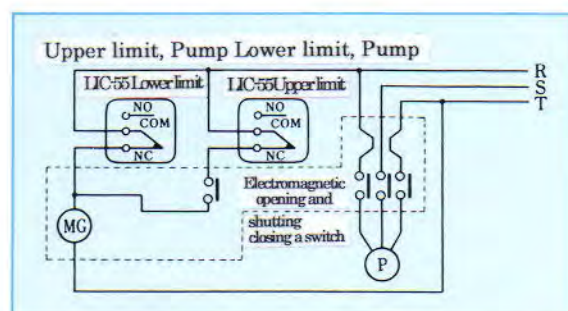 Upper limit, Pump Lower limit, Pump
LIC-55 Lower limit
LIC-55 Upper limit
R
S
T
NO
COM
NC
NO
COM
NC
Electromagnetic
opening and
shutting
closing a switch
MG
P